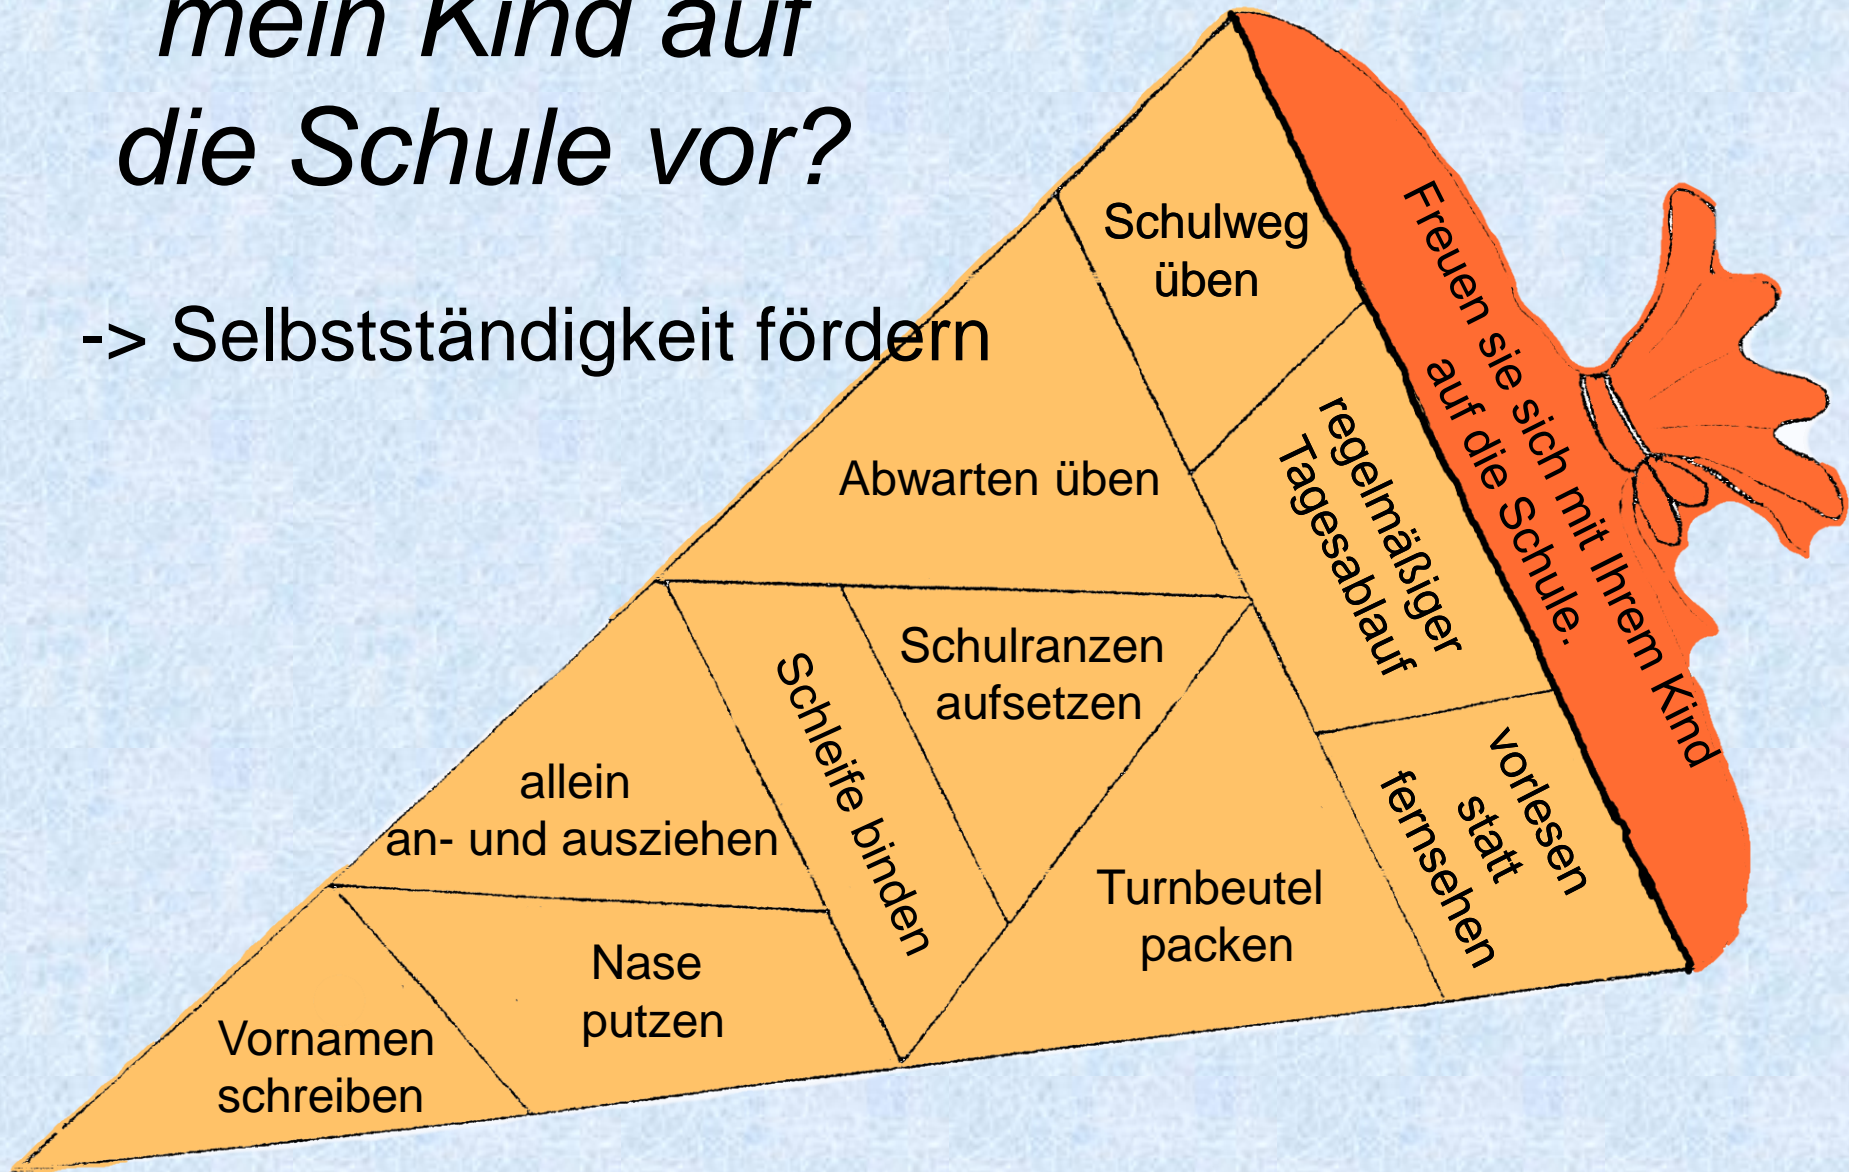 mein Kind auf
die Schule vor?
-> Selbstständigkeit fördern
Schulweg
üben
Freuen sie sich mit Ihrem Kind
auf die Schule.
regelmäßiger
Tagesablauf
Abwarten üben
Schulranzen
aufsetzen
Schleife binden
vorlesen
statt
fernsehen
allein
an- und ausziehen
Turnbeutel
packen
Nase
putzen
Vornamen
schreiben